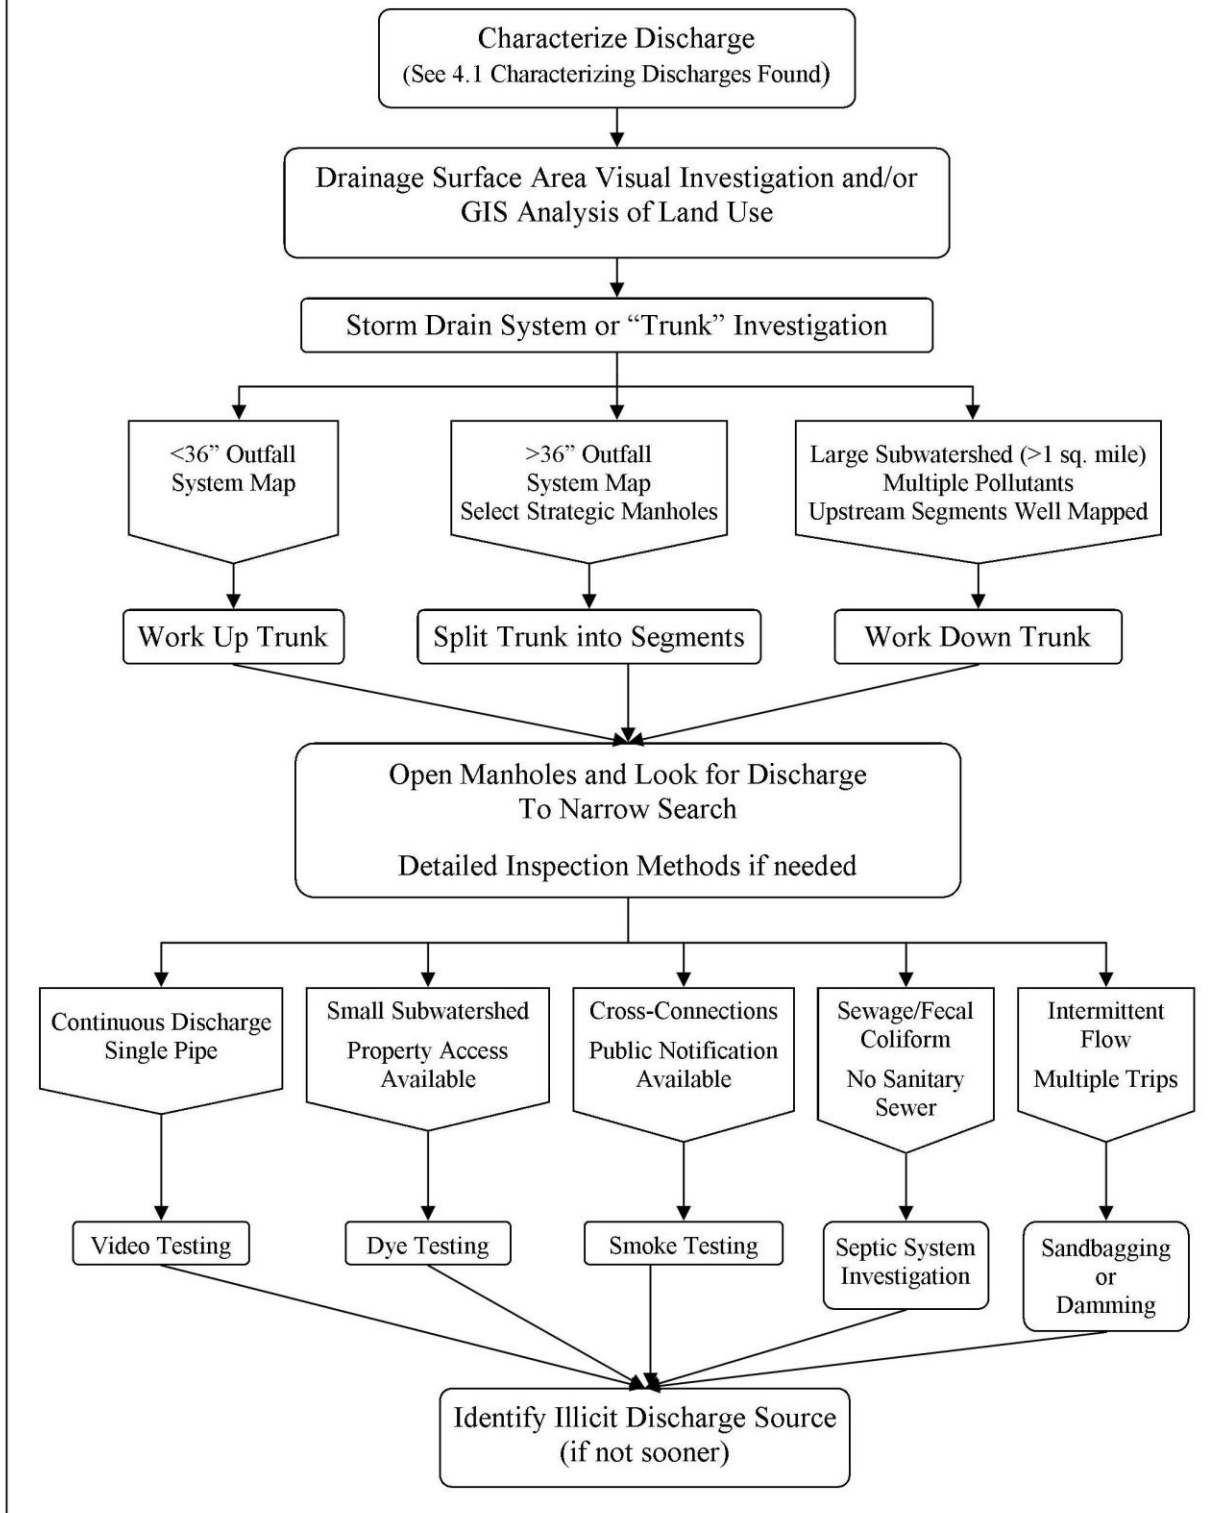 Characterize Discharge
(See 4.1 Characterizing Discharges Found)
Drainage Surface Area Visual Investigation and/or
GIS Analysis of Land Use
Storm Drain System or “Trunk” Investigation
<36” Outfall
System Map
>36” Outfall
System Map
Select Strategic Manholes
Large Subwatershed (>1 sq. mile)
Multiple Pollutants
Upstream Segments Well Mapped
Work Up Trunk
Split Trunk into Segments
Work Down Trunk
Open Manholes and Look for Discharge
To Narrow Search
Detailed Inspection Methods if needed
Continuous Discharge
Single Pipe
Small Subwatershed
Property Access
Available
Cross-Connections
Public Notification
Available
Sewage/Fecal
Coliform
No Sanitary
Sewer
Intermittent
Flow
Multiple Trips
Video Testing
Dye Testing
Smoke Testing
Septic System
Investigation
Sandbagging
or
Damming
Identify Illicit Discharge Source
(if not sooner)